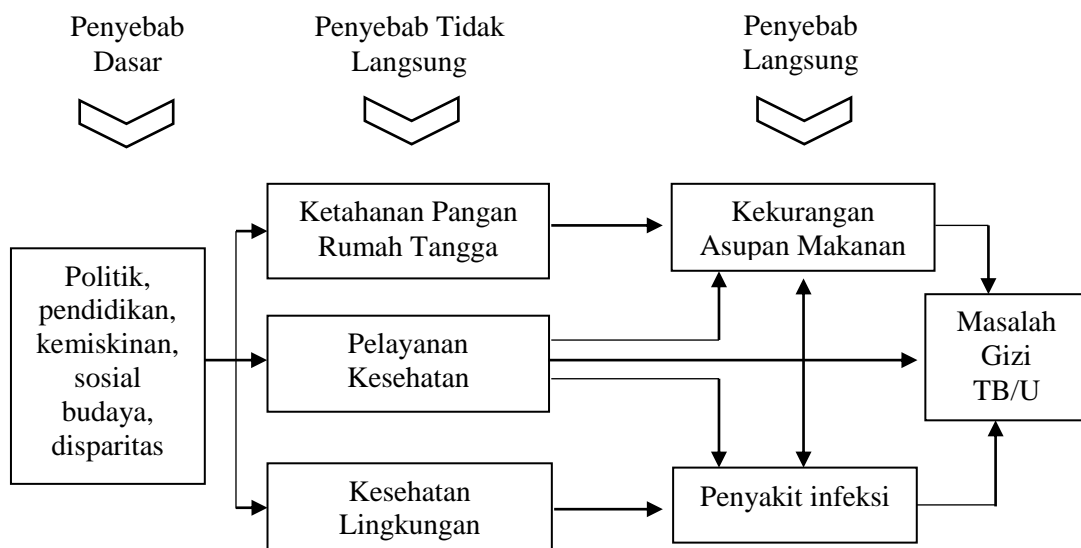 Penyebab
Dasar
Penyebab Tidak
Langsung
Penyebab
Langsung
Politik,
pendidikan,
kemiskinan,
sosial
budaya,
disparitas
Ketahanan Pangan
Rumah Tangga
Pelayanan
Kesehatan
Kesehatan
Lingkungan
Kekurangan
Asupan Makanan
Penyakit infeksi
Masalah
Gizi
TB/U